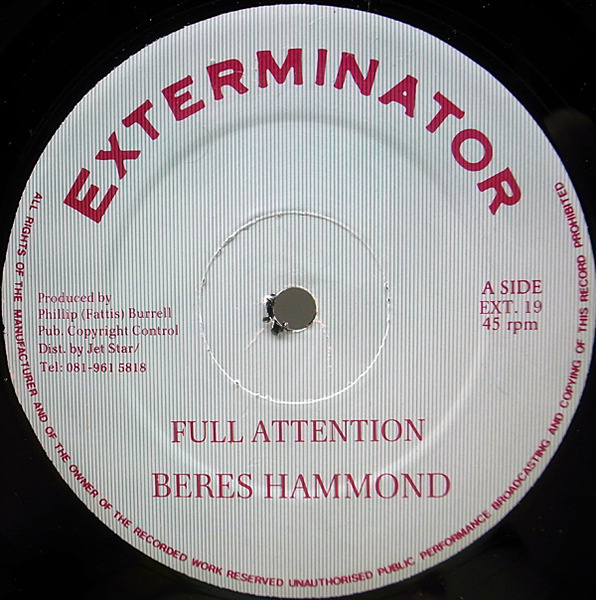 EXTERMINATOR
Produced by
Phillip (Fattis) Burrell
Pub. Copyright Control
Dist. by Jet Star/
Tel: 081-961 5818
A SIDE
EXT. 19
45 rpm
FULL ATTENTION
BERES HAMMOND
ALL RIGHTS OF THE MANUFACTURER AND OF THE OWNER OF THE RECORDED WORK RESERVED UNAUTHORISED PUBLIC PERFORMANCE BROADCASTING AND COPYING OF THIS RECORD PROHIBITED